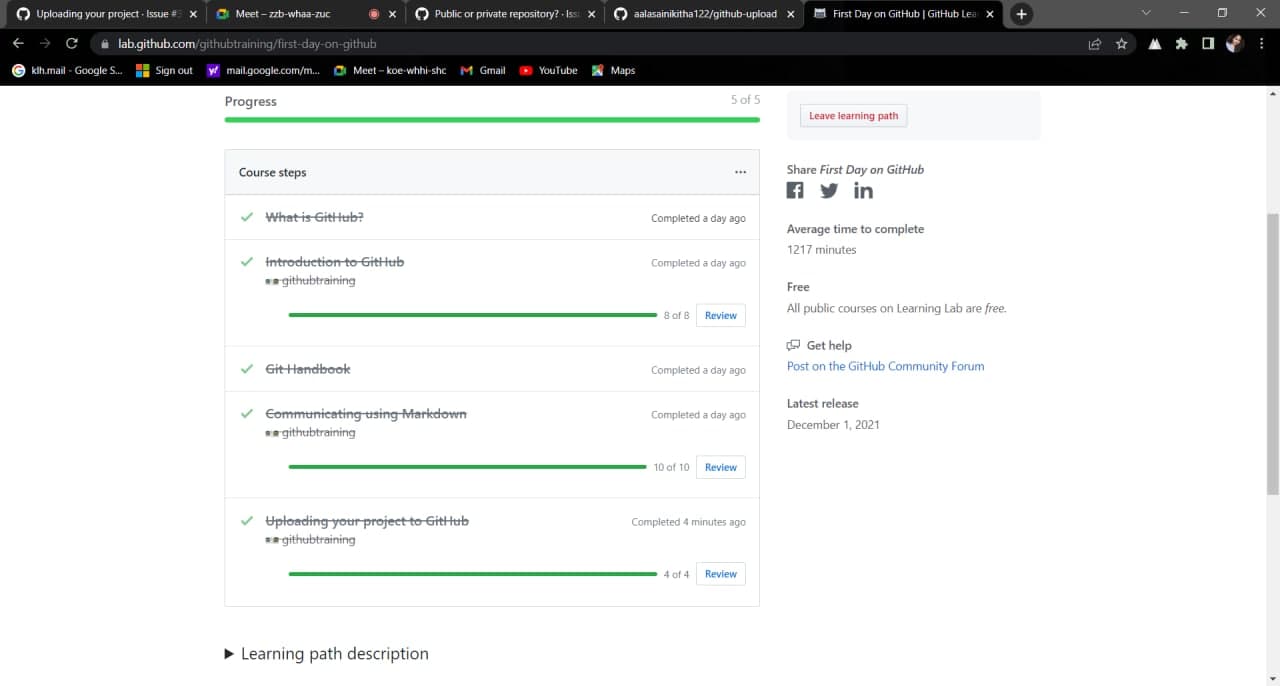 Uploading your project · Issue #
Meet – zzb-whaa-zuc
Public or private repository? · Iss
aalasainikitha122/github-upload
First Day on GitHub | GitHub Lea
lab.github.com/githubtraining/first-day-on-github
klh.mail - Google S...
Sign out
mail.google.com/m...
Meet – koe-whhi-shc
Gmail
YouTube
Maps
Progress
5 of 5
Leave learning path
Course steps
...
What is GitHub?
Completed a day ago
Introduction to GitHub
Completed a day ago
githubtraining
8 of 8
Review
Git Handbook
Completed a day ago
Communicating using Markdown
Completed a day ago
githubtraining
10 of 10
Review
Uploading your project to GitHub
Completed 4 minutes ago
githubtraining
4 of 4
Review
Learning path description
Share First Day on GitHub
Average time to complete
1217 minutes
Free
All public courses on Learning Lab are free.
Get help
Post on the GitHub Community Forum
Latest release
December 1, 2021